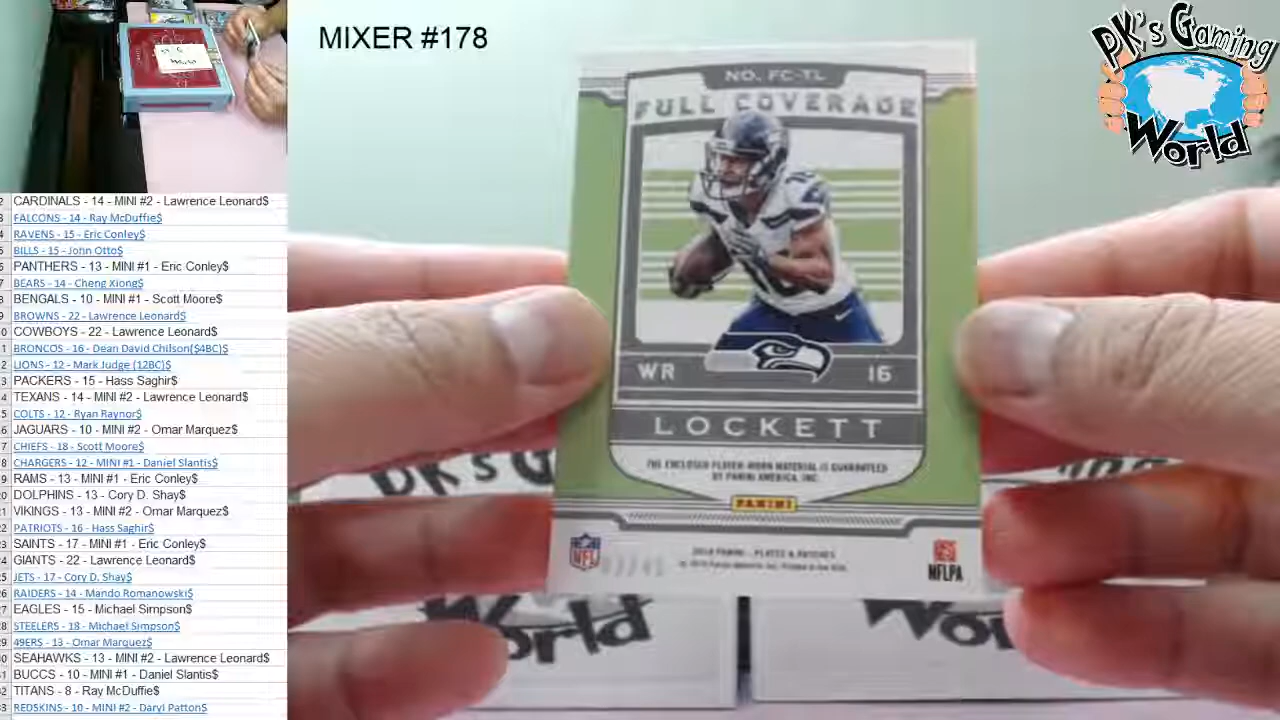 MIXER #178
PK's Gaming
World
NO. FC-TL
FULL COVERAGE
WR 16
LOCKETT
THE ENCLOSED PLAYER-WORN MATERIAL IS GUARANTEED
BY PANINI AMERICA, INC.
PANINI
2018 PANINI - PLATES & PATCHES
NFL
NFLPA
PK's G
World
Wor
CARDINALS - 14 - MINI #2 - Lawrence Leonard$
FALCONS - 14 - Ray McDuffie$
RAVENS - 15 - Eric Conley$
BILLS - 15 - John Otto$
PANTHERS - 13 - MINI #1 - Eric Conley$
BEARS - 14 - Cheng Xiong$
BENGALS - 10 - MINI #1 - Scott Moore$
BROWNS - 22 - Lawrence Leonard$
COWBOYS - 22 - Lawrence Leonard$
BRONCOS - 16 - Dean David Chilson($4BC)$
LIONS - 12 - Mark Judge (12BC)$
PACKERS - 15 - Hass Saghir$
TEXANS - 14 - MINI #2 - Lawrence Leonard$
COLTS - 12 - Ryan Raynor$
JAGUARS - 10 - MINI #2 - Omar Marquez$
CHIEFS - 18 - Scott Moore$
CHARGERS - 12 - MINI #1 - Daniel Slantis$
RAMS - 13 - MINI #1 - Eric Conley$
DOLPHINS - 13 - Cory D. Shay$
VIKINGS - 13 - MINI #2 - Omar Marquez$
PATRIOTS - 16 - Hass Saghir$
SAINTS - 17 - MINI #1 - Eric Conley$
GIANTS - 22 - Lawrence Leonard$
JETS - 17 - Cory D. Shay$
RAIDERS - 14 - Mando Romanowski$
EAGLES - 15 - Michael Simpson$
STEELERS - 18 - Michael Simpson$
49ERS - 13 - Omar Marquez$
SEAHAWKS - 13 - MINI #2 - Lawrence Leonard$
BUCCS - 10 - MINI #1 - Daniel Slantis$
TITANS - 8 - Ray McDuffie$
REDSKINS - 10 - MINI #2 - Daryl Patton$